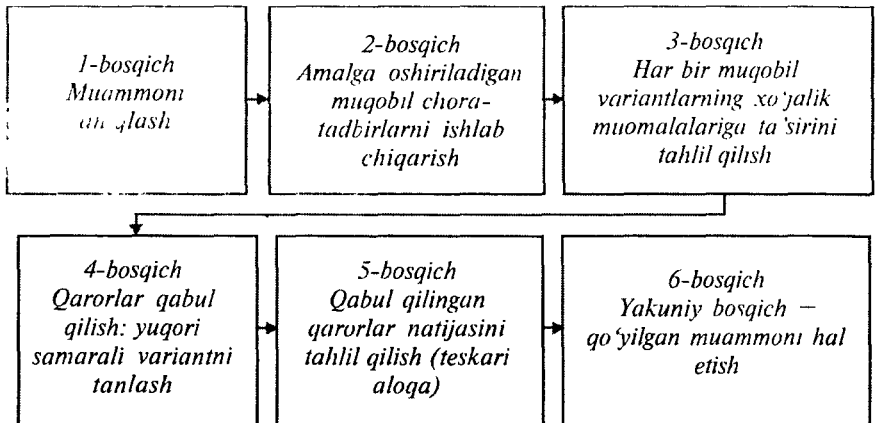 1-bosqich
Muammoni
2-bosqich
Amalga oshiriladigan
muqobil chora-
tadbirlarni ishlab
chiqarish
3-bosqich
Har bir muqobil
variantlarning xo‘jalik
muomalalariga ta’sirini
tahlil qilish
4-bosqich
Qarorlar qabul
qilish: yuqori
samarali variantni
tanlash
5-bosqich
Qabul qilingan
qarorlar natijasini
tahlil qilish (teskari
aloqa)
6-bosqich
Yakuniy bosqich —
qo‘yilgan muammoni hal
etish